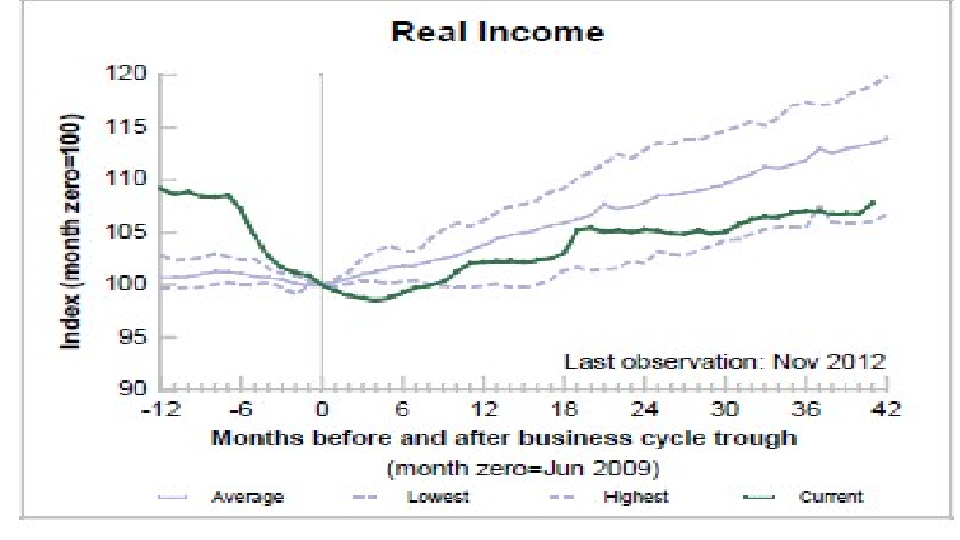 Real Income
Index (month zero=100)
120
115
110
105
100
95
90
Last observation: Nov 2012
-12 -6 0 6 12 18 24 30 36 42
Months before and after business cycle trough
(month zero=Jun 2009)
Average Lowest Highest Current